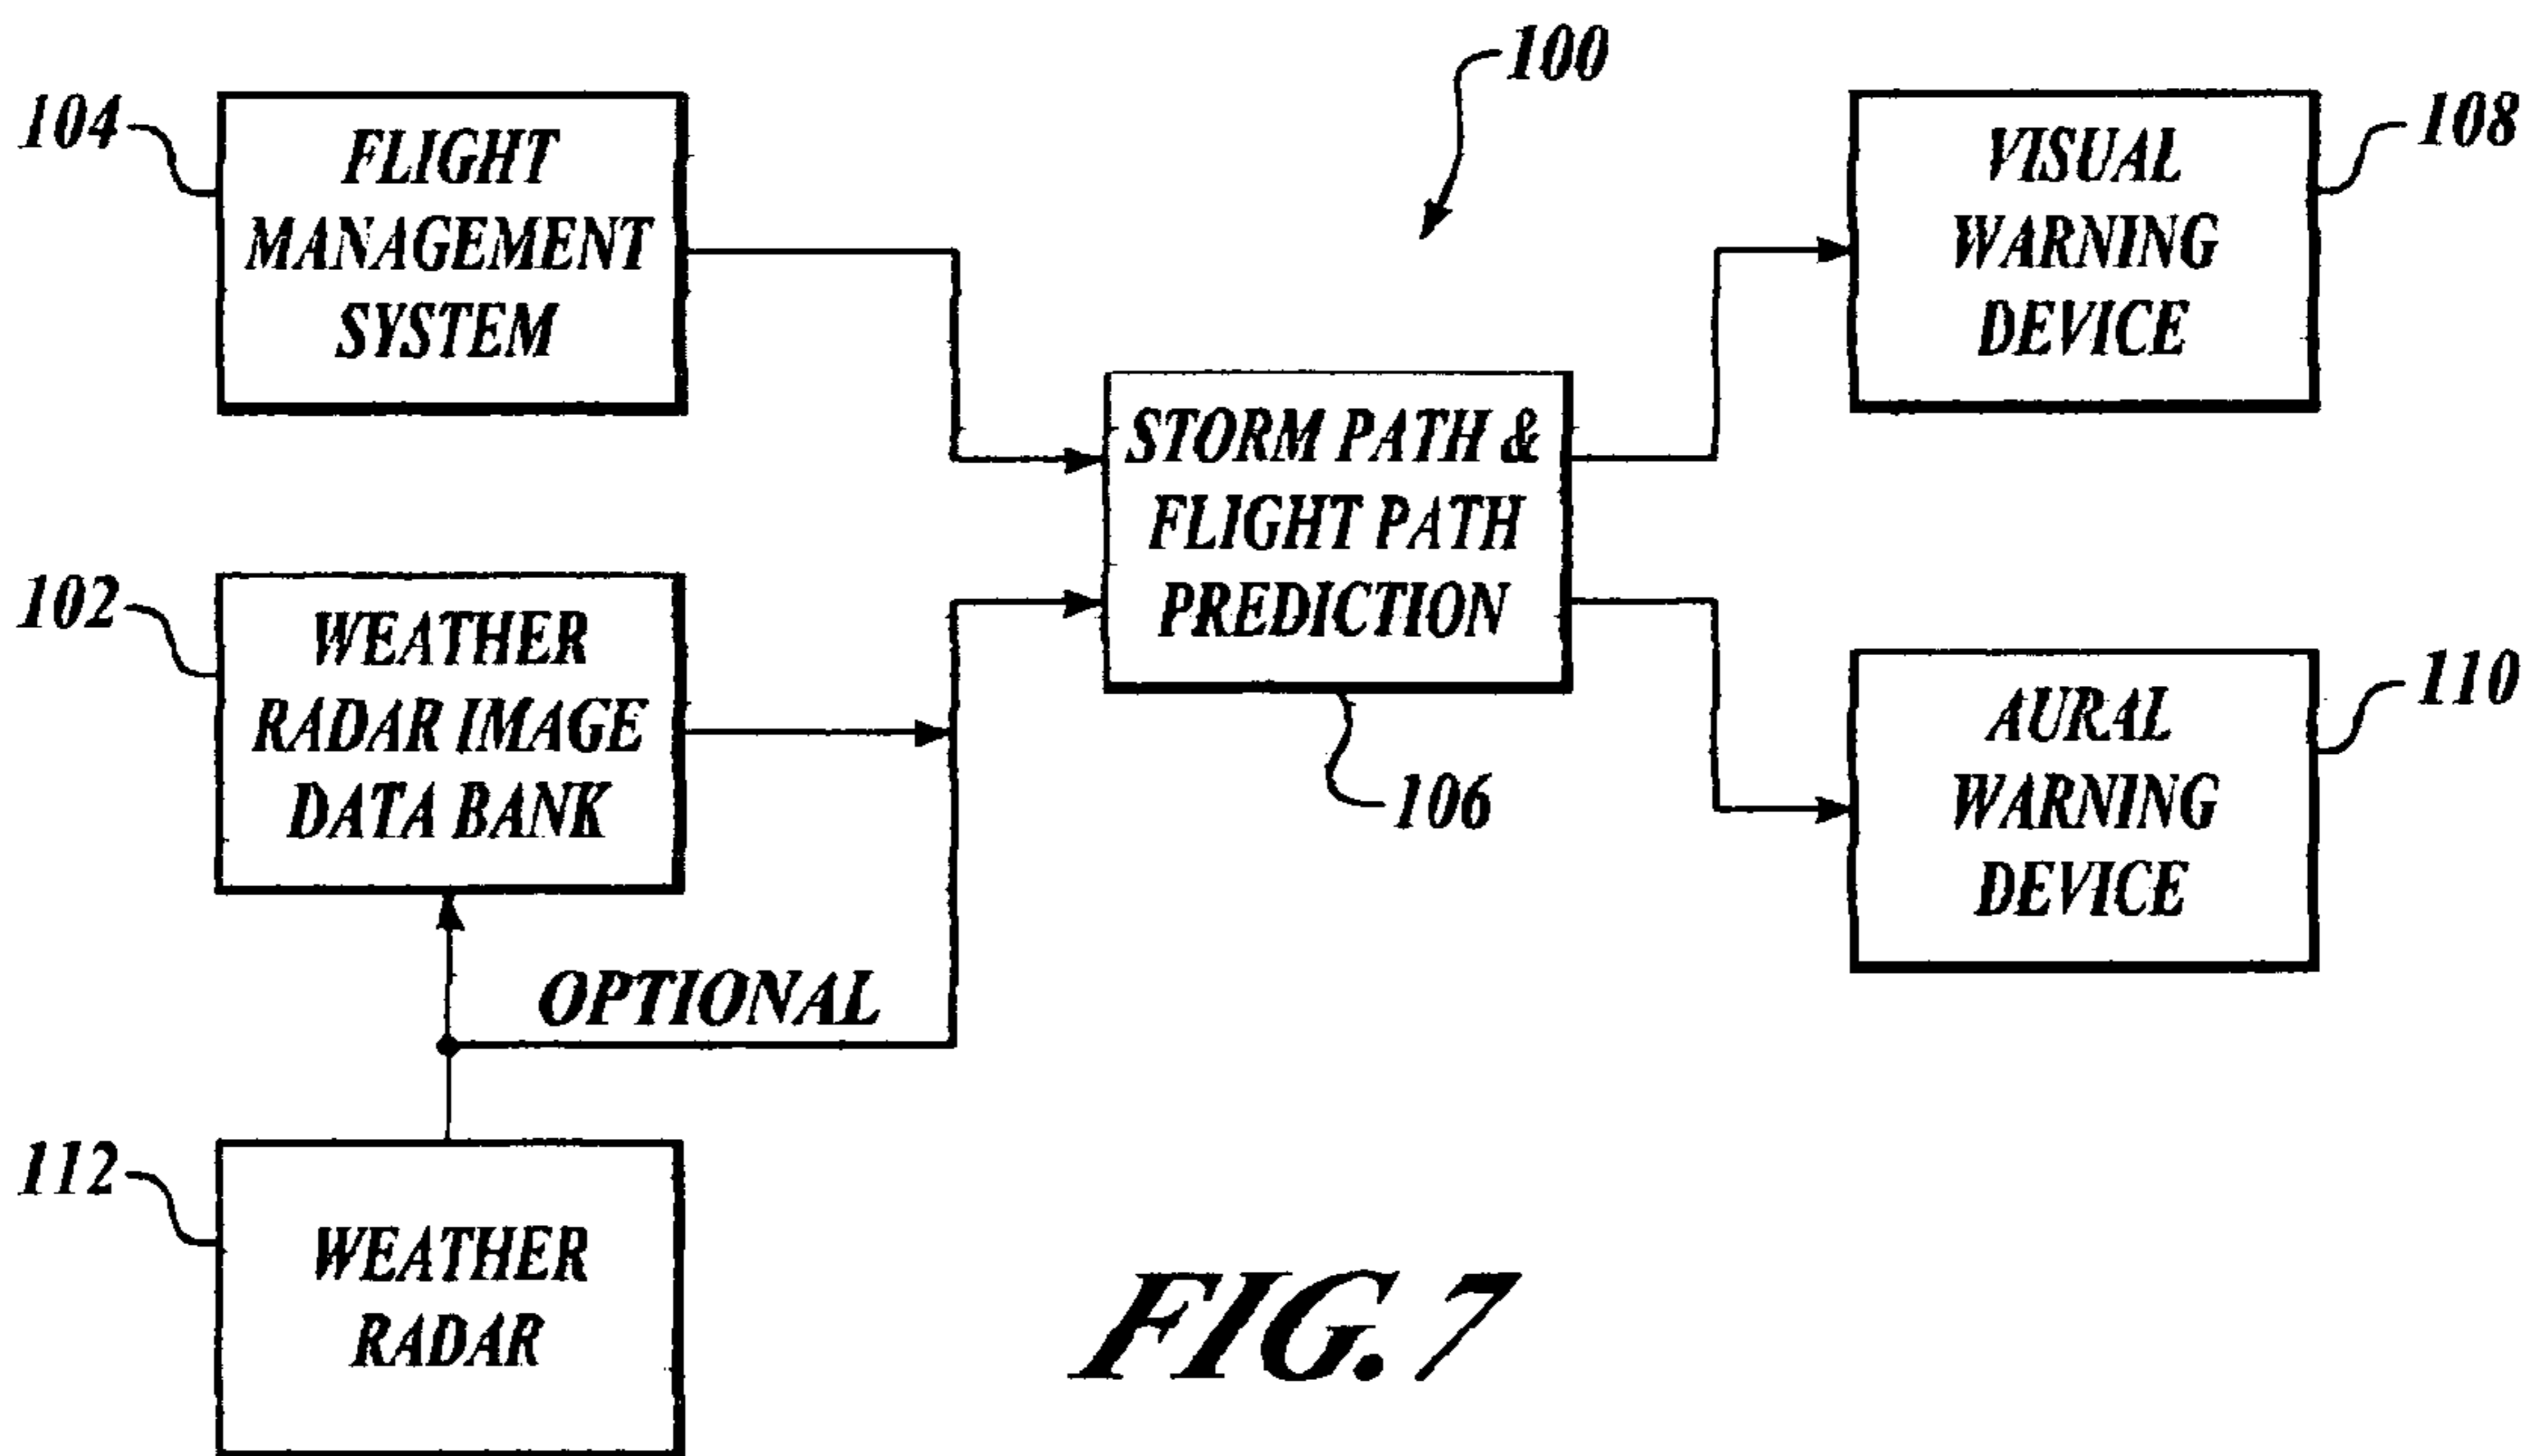 100
104
FLIGHT
MANAGEMENT
SYSTEM
VISUAL
WARNING
DEVICE
108
STORM PATH &
FLIGHT PATH
PREDICTION
106
102
WEATHER
RADAR IMAGE
DATA BANK
AURAL
WARNING
DEVICE
110
OPTIONAL
112
WEATHER
RADAR
FIG. 7